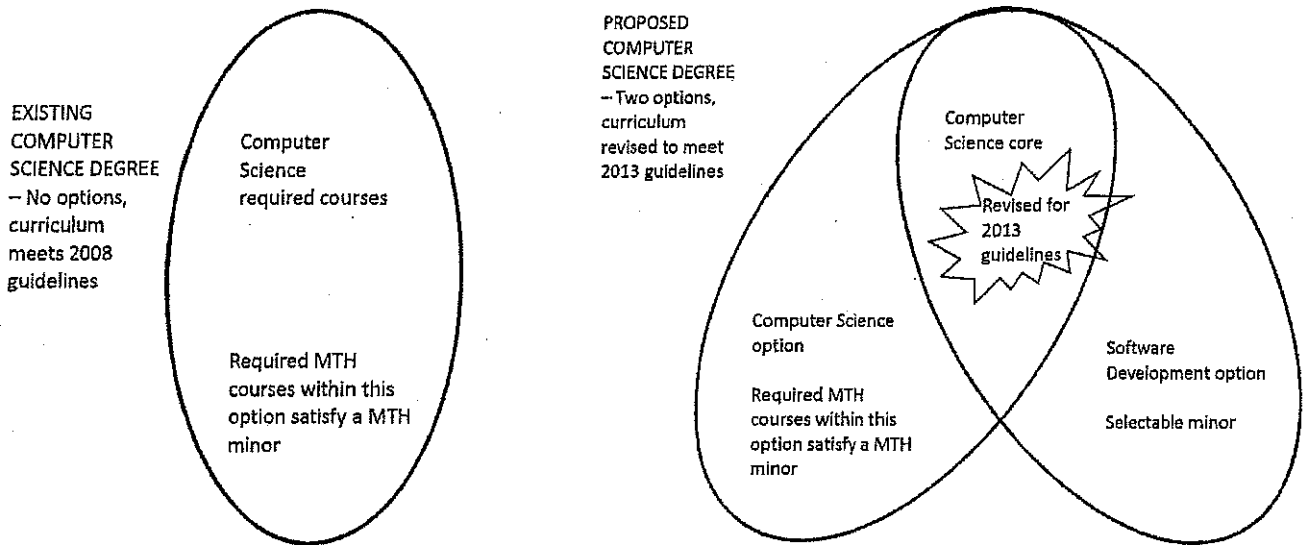 EXISTING
COMPUTER
SCIENCE DEGREE
– No options,
curriculum
meets 2008
guidelines
Computer
Science
required courses
Required MTH
courses within this
option satisfy a MTH
minor
PROPOSED
COMPUTER
SCIENCE DEGREE
– Two options,
curriculum
revised to meet
2013 guidelines
Computer
Science core
Revised for
2013
guidelines
Computer Science
option
Required MTH
courses within this
option satisfy a MTH
minor
Software
Development option
Selectable minor